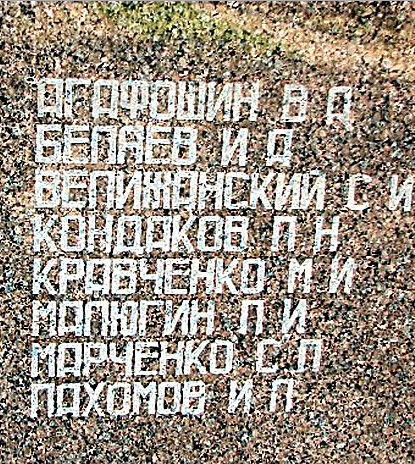 АГАФОШИН В А
БЕЛЯЕВ И А
ВЕЛИЖАНСКИЙ С И
КОНДАКОВ П Н
КРАВЧЕНКО М И
МАЛЮГИН П И
МАРЧЕНКО С П
ПАХОМОВ И П